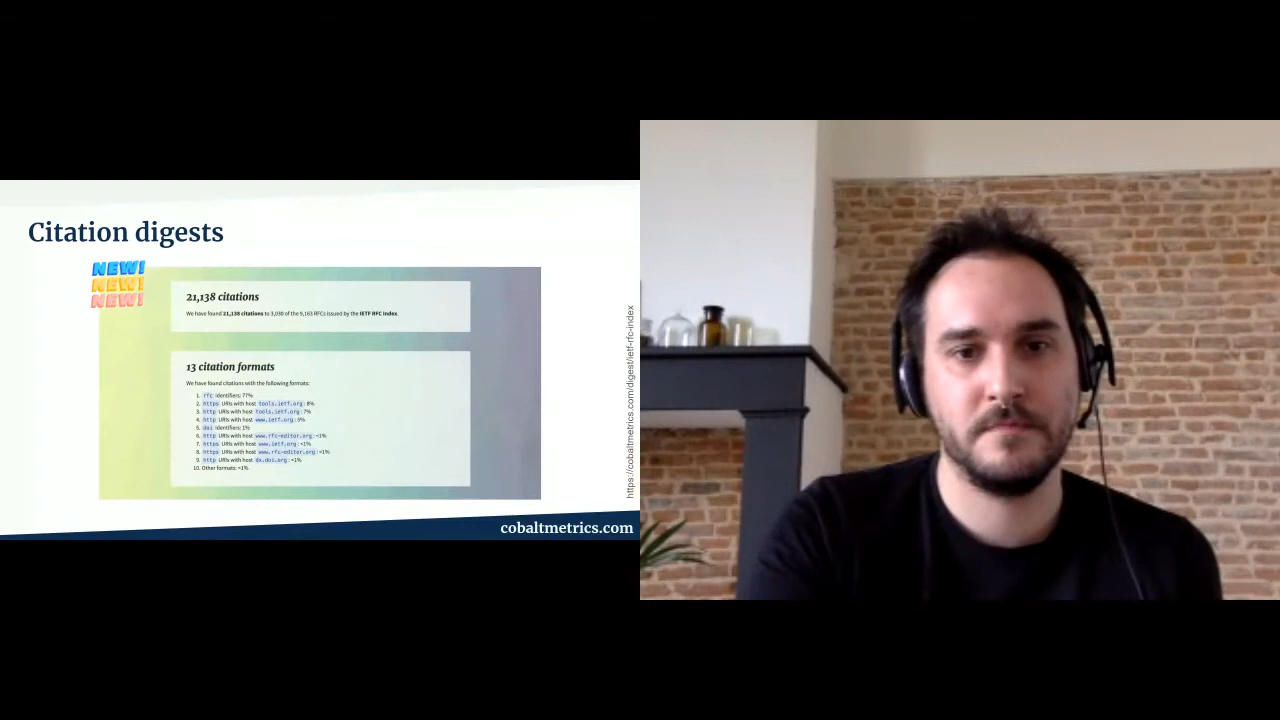 Citation digests
NEW!
NEW!
NEW!
21,138 citations
We have found 21,138 citations to 3,030 of the 9,163 RFCs issued by the IETF RFC Index.
13 citation formats
We have found citations with the following formats:
1. rfc identifiers: 77%
2. https URIs with host tools.ietf.org: 8%
3. http URIs with host tools.ietf.org: 7%
4. http URIs with host www.ietf.org: 5%
5. doi identifiers: 1%
6. http URIs with host www.rfc-editor.org: <1%
7. https URIs with host www.ietf.org: <1%
8. https URIs with host www.rfc-editor.org: <1%
9. http URIs with host dx.doi.org: <1%
10. Other formats: <1%
https://cobaltmetrics.com/digest/ietf-rfc-index
cobaltmetrics.com